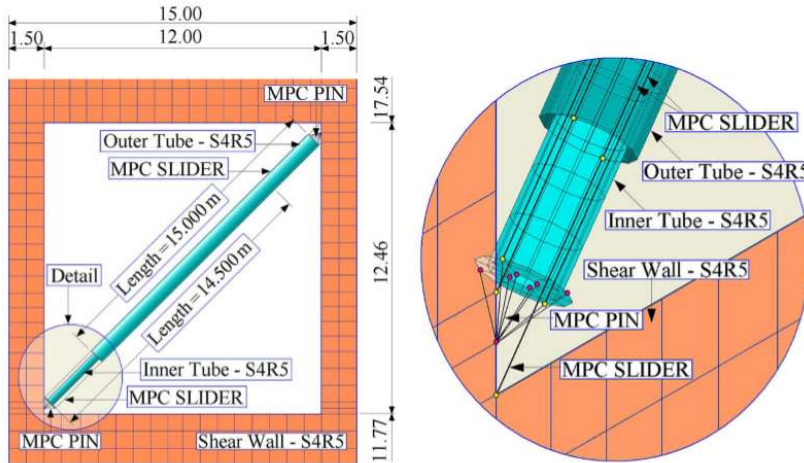 15.00
1.50
12.00
1.50
MPC PIN
17.54
Outer Tube - S4R5
MPC SLIDER
Length = 15.000 m
Length = 14.500 m
12.46
Detail
Inner Tube - S4R5
MPC SLIDER
MPC PIN
Shear Wall - S4R5
11.77
MPC SLIDER
Outer Tube - S4R5
Inner Tube - S4R5
Shear Wall - S4R5
MPC PIN
MPC SLIDER